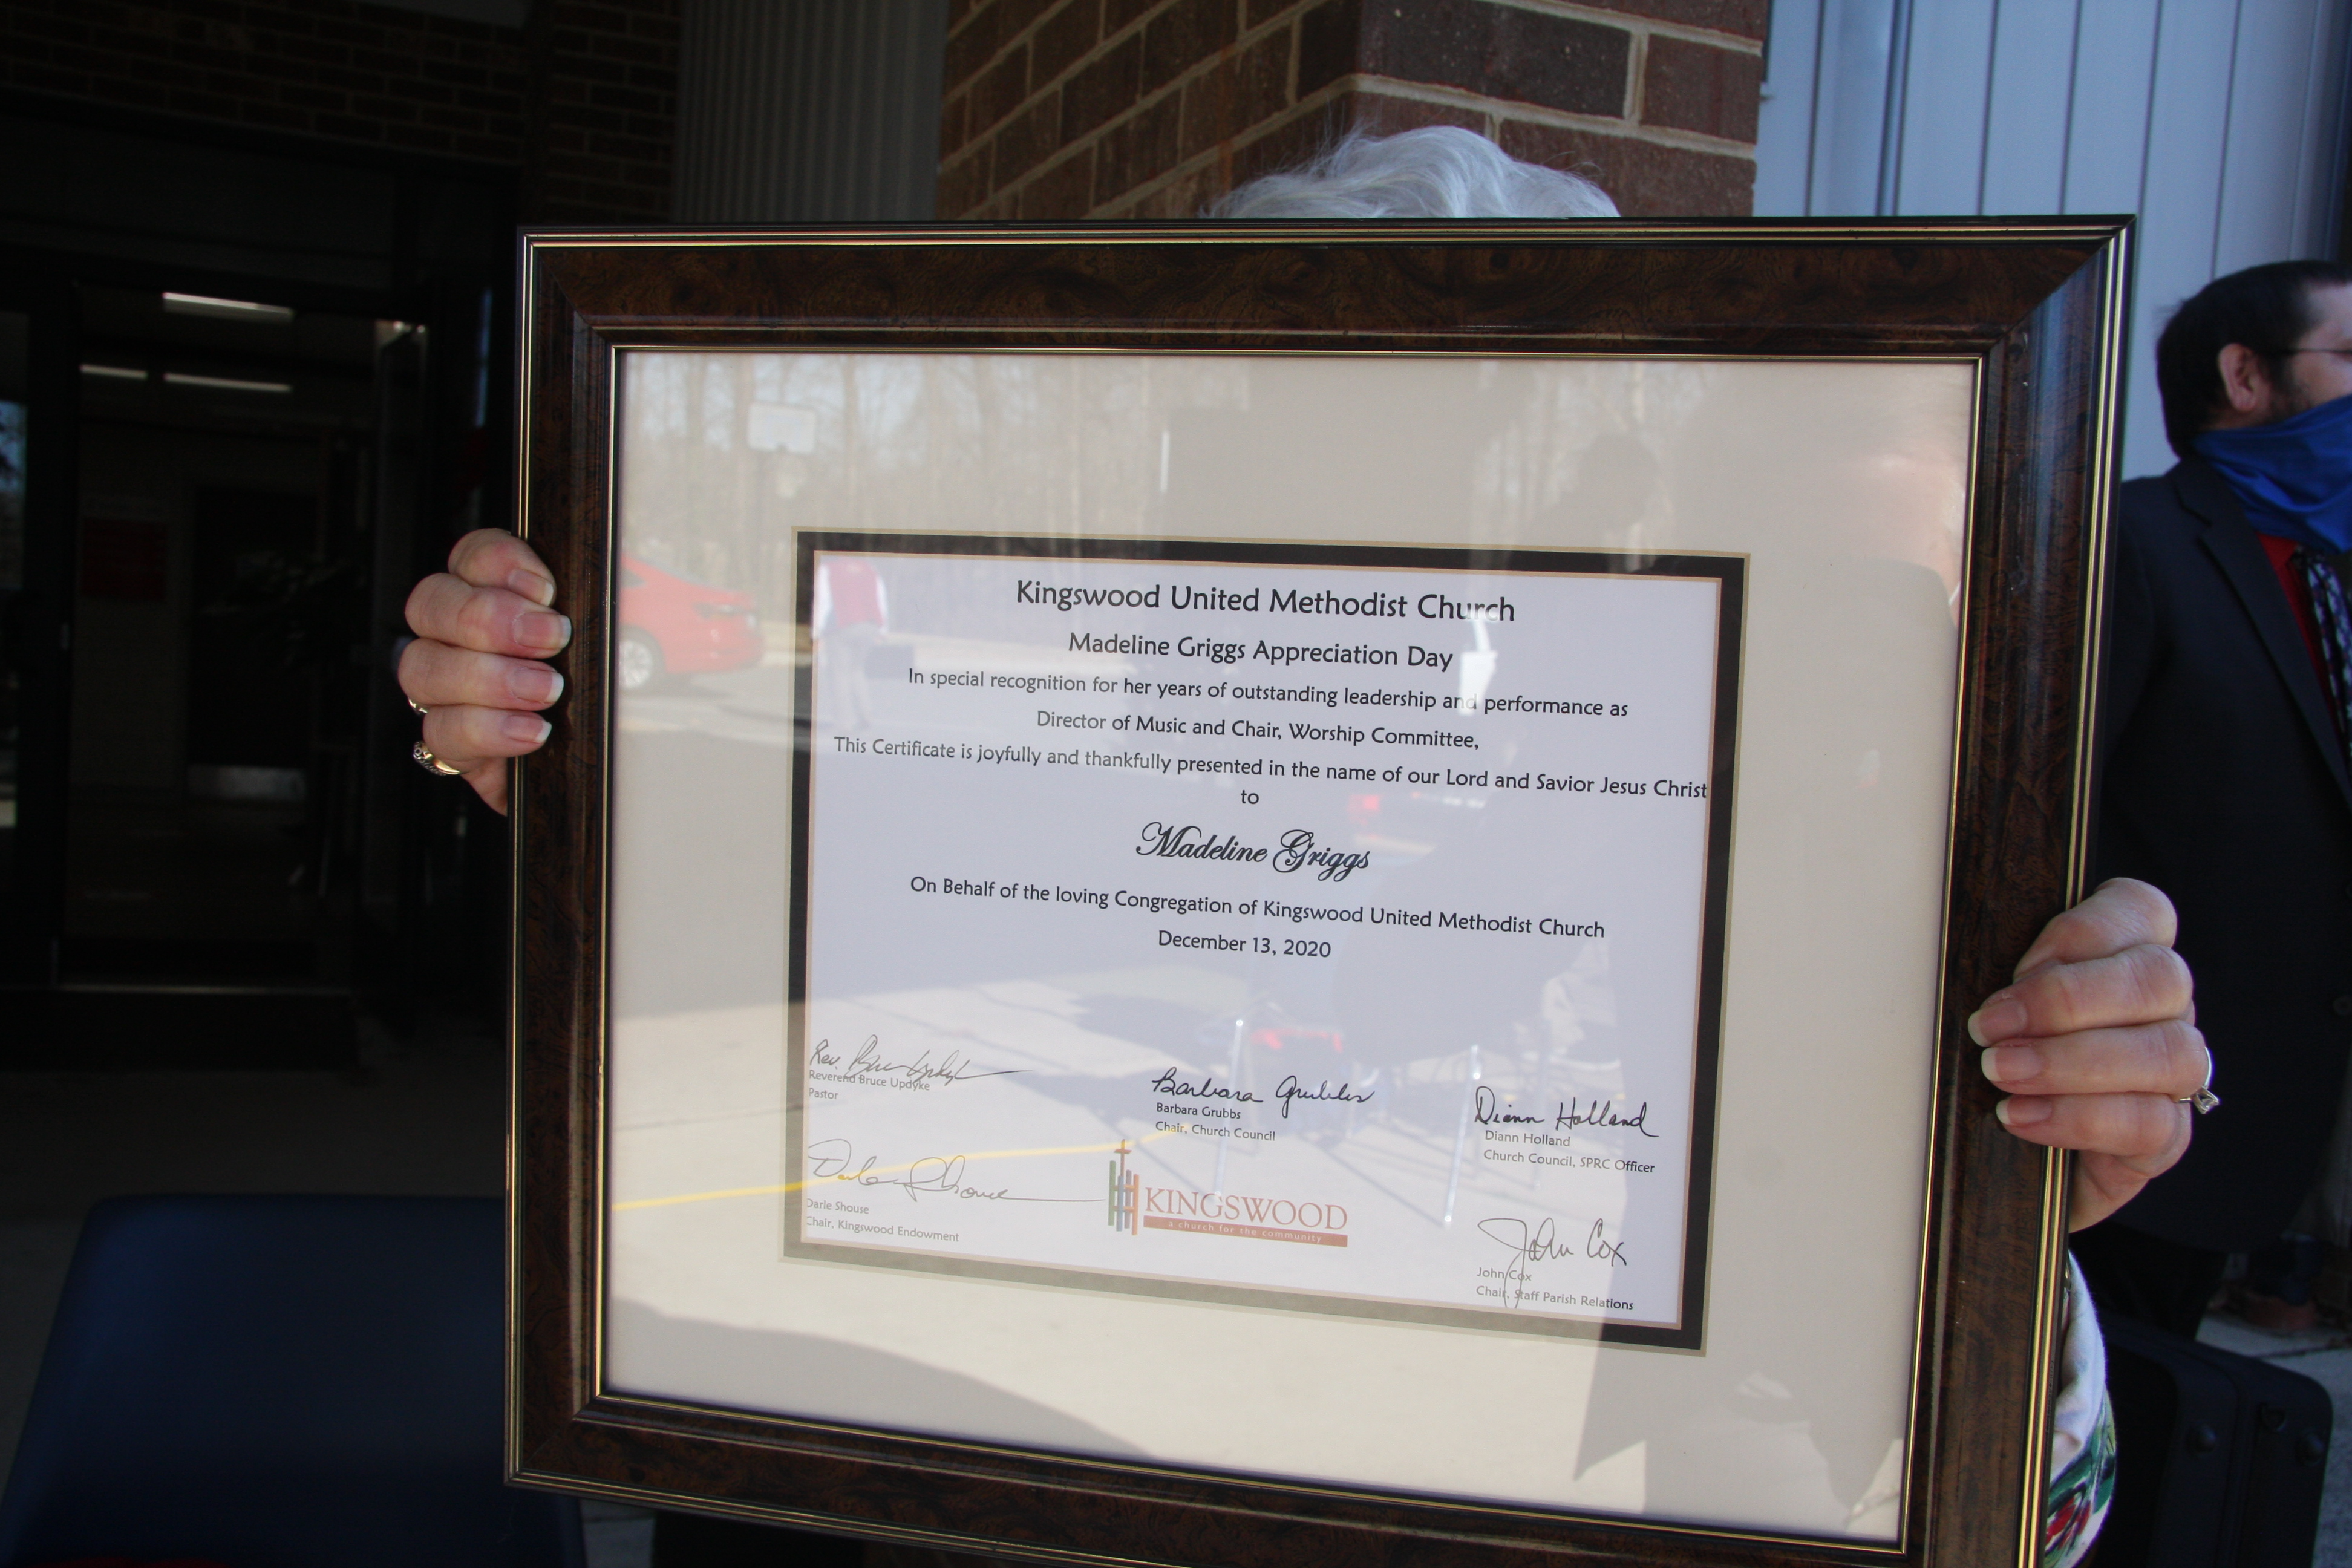 Kingswood United Methodist Church
Madeline Griggs Appreciation Day
In special recognition for her years of outstanding leadership and performance as
Director of Music and Chair, Worship Committee,
This Certificate is joyfully and thankfully presented in the name of our Lord and Savior Jesus Christ
to
Madeline Griggs
On Behalf of the loving Congregation of Kingswood United Methodist Church
December 13, 2020
Rev. Bruce Updyke
Reverend Bruce Updyke
Pastor
Barbara Grubbs
Barbara Grubbs
Chair, Church Council
Diann Holland
Diann Holland
Church Council, SPRC Officer
Darle Shouse
Darle Shouse
Chair, Kingswood Endowment
KINGSWOOD
a church for the community
John Cox
John Cox
Chair, Staff Parish Relations